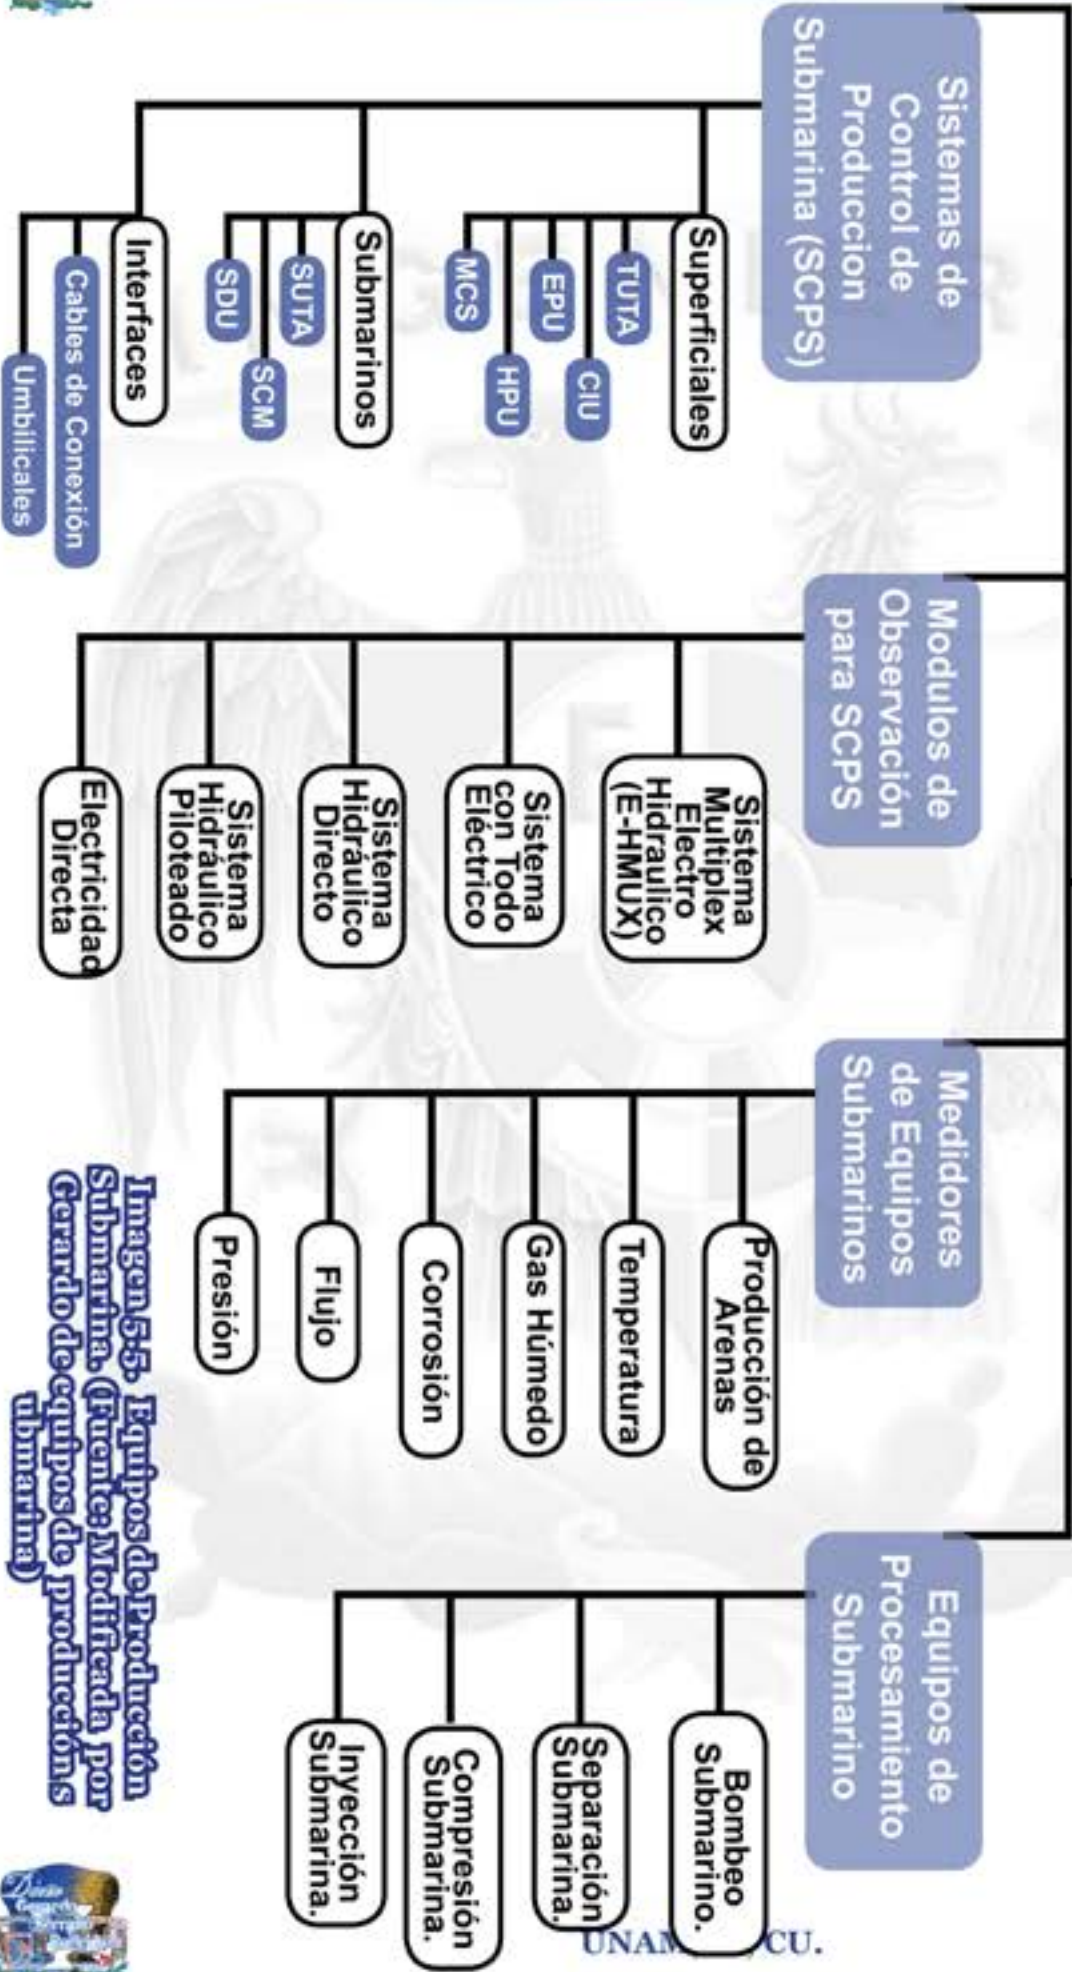 Sistemas de
Control de
Produccion
Submarina (SCPS)
Superficiales
TUTA
CIU
EPU
HPU
MCS
Submarinos
SUTA
SCM
SDU
Interfaces
Cables de Conexión
Umbilicales
Modulos de
Observación
para SCPS
Sistema
Multiplex
Electro
Hidraulico
(E-HMUX)
Sistema
con Todo
Eléctrico
Sistema
Hidráulico
Directo
Sistema
Hidráulico
Piloteado
Electricidad
Directa
Medidores
de Equipos
Submarinos
Producción de
Arenas
Temperatura
Gas Húmedo
Corrosión
Flujo
Presión
Equipos de
Procesamiento
Submarino
Bombeo
Submarino.
Separación
Submarina.
Compresión
Submarina.
Inyección
Submarina.
Imagen 5-5. Equipos de Producción
Submarina. (Fuente: Modificada por
Gerardo de equipos de producción s
ubmarina)
UNAM CU.